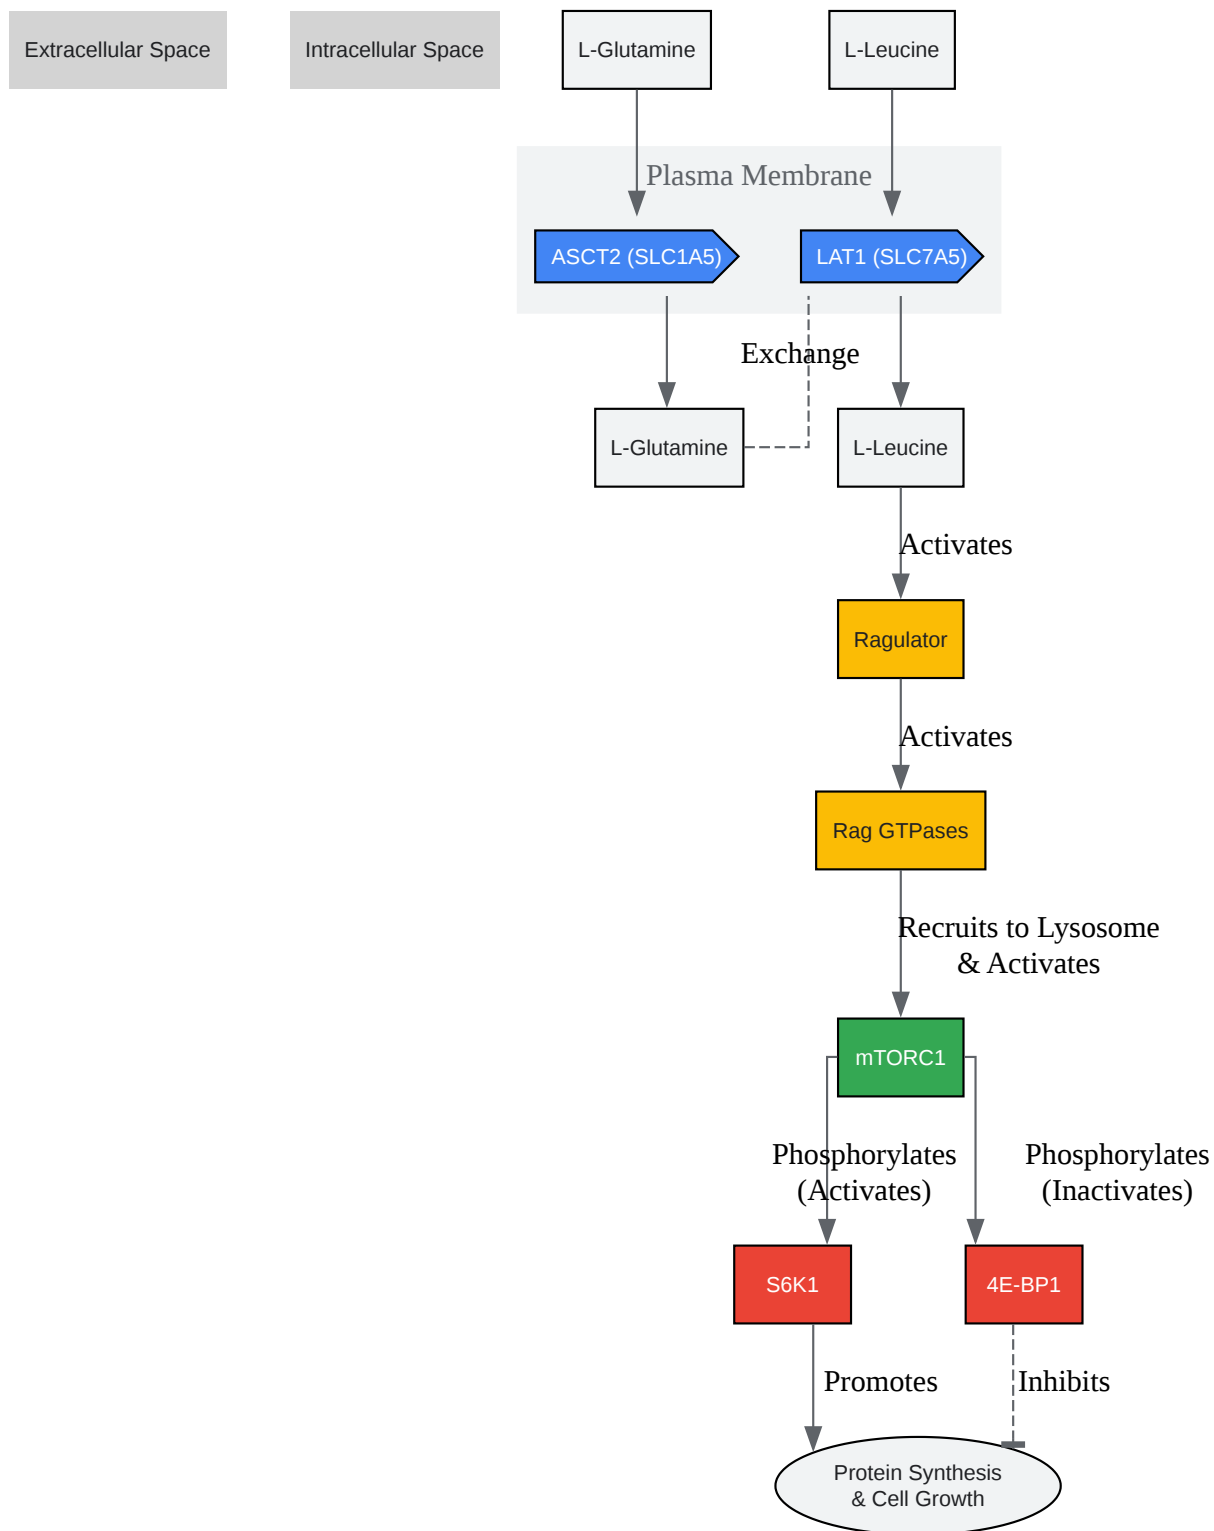 Extracellular Space
Intracellular Space
L-Glutamine
L-Leucine
Plasma Membrane
ASCT2 (SLC1A5)
LAT1 (SLC7A5)
Exchange
L-Glutamine
L-Leucine
Activates
Ragulator
Activates
Rag GTPases
Recruits to Lysosome
& Activates
mTORC1
Phosphorylates
(Activates)
Phosphorylates
(Inactivates)
S6K1
4E-BP1
Promotes
Inhibits
Protein Synthesis
& Cell Growth